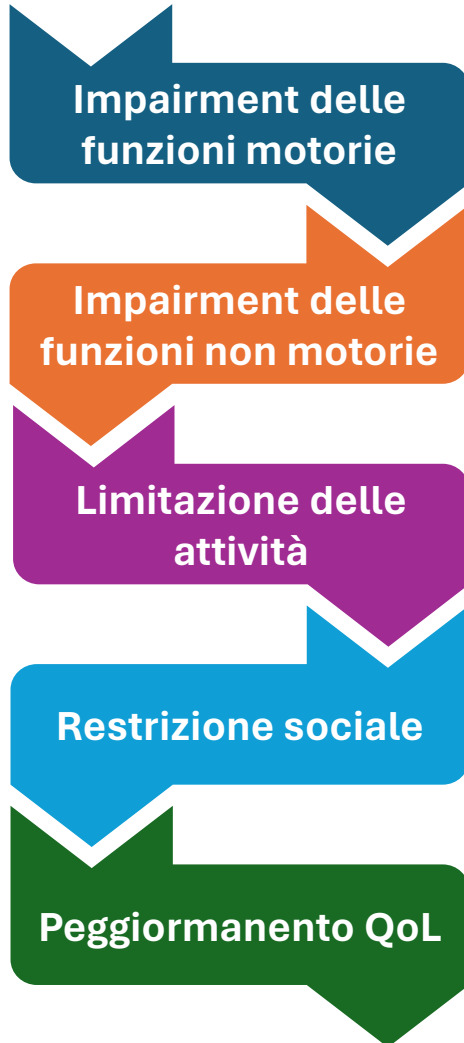 Impairment delle
funzioni motorie
Impairment delle
funzioni non motorie
Limitazione delle
attività
Restrizione sociale
Peggiormanento QoL